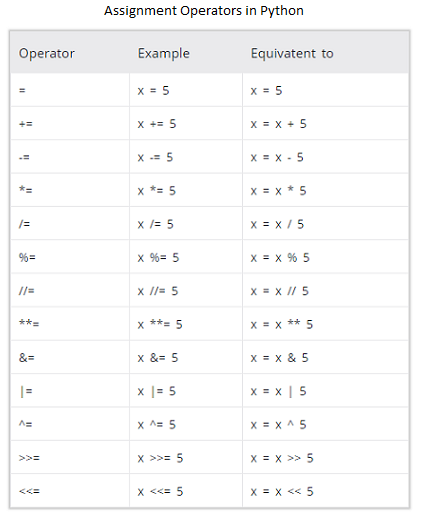 Assignment Operators in Python
Operator Example Equivalent to
= x = 5 x = 5
+= x += 5 x = x + 5
-= x -= 5 x = x - 5
*= x *= 5 x = x * 5
/= x /= 5 x = x / 5
%= x %= 5 x = x % 5
//= x //= 5 x = x // 5
**= x **= 5 x = x ** 5
&= x &= 5 x = x & 5
|= x |= 5 x = x | 5
^= x ^= 5 x = x ^ 5
>>= x >>= 5 x = x >> 5
<<= x <<= 5 x = x << 5